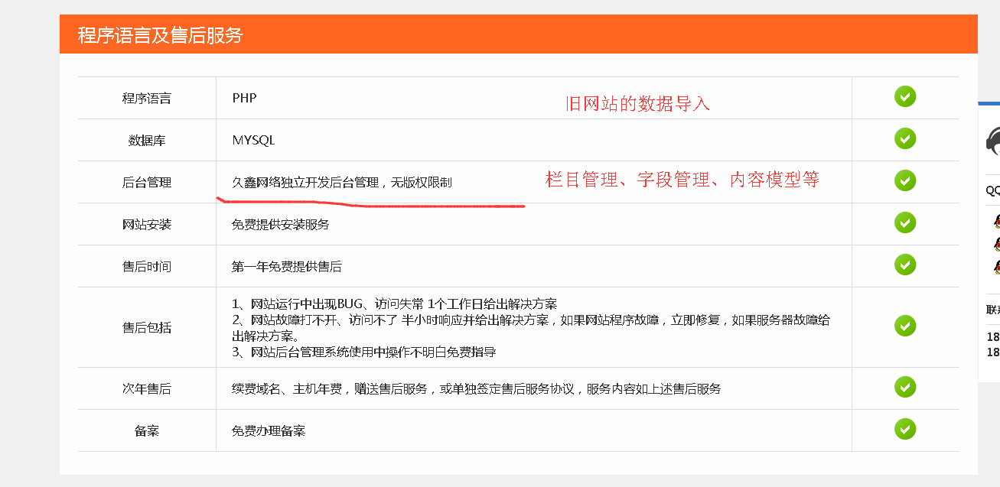 程序语言及售后服务
程序语言
PHP
旧网站的数据导入
数据库
MYSQL
后台管理
久鑫网络独立开发后台管理，无版权限制
栏目管理、字段管理、内容模型等
网站安装
免费提供安装服务
售后时间
第一年免费提供售后
售后包括
1、网站运行中出现BUG、访问失常 1个工作日给出解决方案
2、网站故障打不开、访问不了 半小时响应并给出解决方案，如果网站程序故障，立即修复，如果服务器故障给
出解决方案。
3、网站后台管理系统使用中操作不明白免费指导
次年售后
续费域名、主机年费，赠送售后服务，或单独签定售后服务协议，服务内容如上述售后服务
备案
免费办理备案
QQ
联
18
18